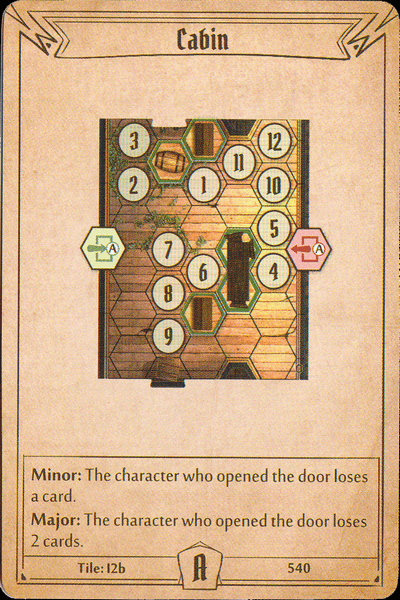 Cabin
3
12
11
2
1
10
5
A
7
A
6
4
8
9
Minor: The character who opened the door loses
a card.
Major: The character who opened the door loses
2 cards.
Tile: I2b
A
540